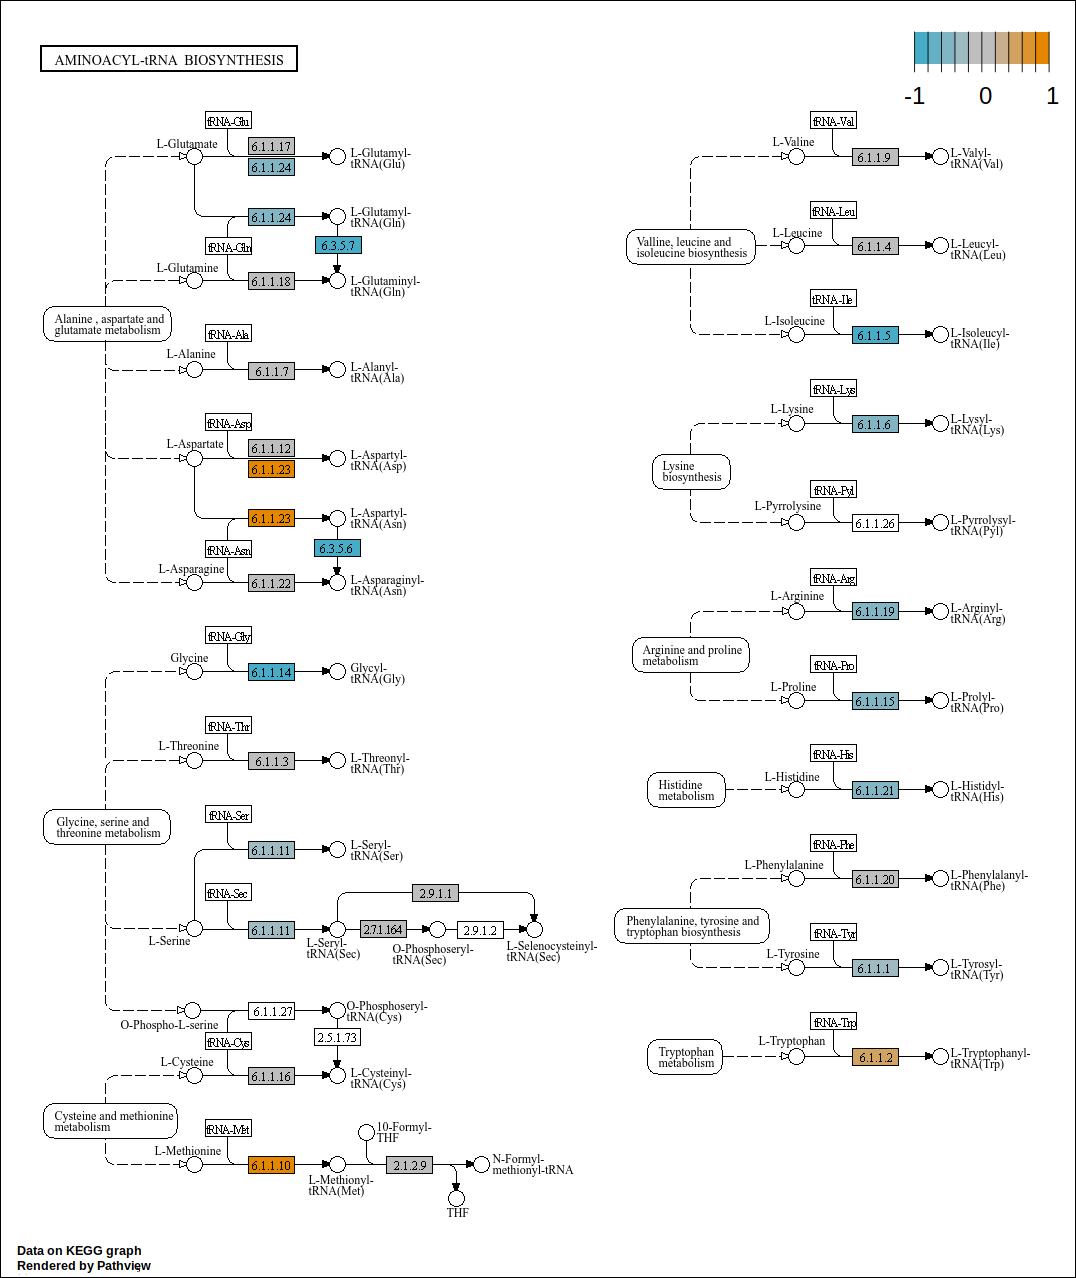 AMINOACYL-tRNA BIOSYNTHESIS
-1 0 1
tRNA-Glu
L-Glutamate
6.1.1.17
6.1.1.24
L-Glutamyl-
tRNA(Glu)
6.1.1.24
L-Glutamyl-
tRNA(Gln)
tRNA-Gln
6.3.5.7
L-Glutamine
6.1.1.18
L-Glutaminyl-
tRNA(Gln)
Alanine , aspartate and
glutamate metabolism
tRNA-Ala
L-Alanine
6.1.1.7
L-Alanyl-
tRNA(Ala)
tRNA-Asp
L-Aspartate
6.1.1.12
6.1.1.23
L-Aspartyl-
tRNA(Asp)
6.1.1.23
L-Aspartyl-
tRNA(Asn)
tRNA-Asn
6.3.5.6
L-Asparagine
6.1.1.22
L-Asparaginyl-
tRNA(Asn)
tRNA-Gly
Glycine
6.1.1.14
Glycyl-
tRNA(Gly)
tRNA-Thr
L-Threonine
6.1.1.3
L-Threonyl-
tRNA(Thr)
Glycine, serine and
threonine metabolism
tRNA-Ser
6.1.1.11
L-Seryl-
tRNA(Ser)
tRNA-Sec
L-Serine
6.1.1.11
L-Seryl-
tRNA(Sec)
2.9.1.1
2.7.1.164
O-Phosphoseryl-
tRNA(Sec)
2.9.1.2
L-Selenocysteinyl-
tRNA(Sec)
O-Phospho-L-serine
6.1.1.27
O-Phosphoseryl-
tRNA(Cys)
tRNA-Cys
2.5.1.73
L-Cysteine
6.1.1.16
L-Cysteinyl-
tRNA(Cys)
Cysteine and methionine
metabolism
tRNA-Met
L-Methionine
6.1.1.10
L-Methionyl-
tRNA(Met)
10-Formyl-
THF
2.1.2.9
N-Formyl-
methionyl-tRNA
THF
tRNA-Val
L-Valine
6.1.1.9
L-Valyl-
tRNA(Val)
Valline, leucine and
isoleucine biosynthesis
tRNA-Leu
L-Leucine
6.1.1.4
L-Leucyl-
tRNA(Leu)
tRNA-Ile
L-Isoleucine
6.1.1.5
L-Isoleucyl-
tRNA(Ile)
tRNA-Lys
L-Lysine
6.1.1.6
L-Lysyl-
tRNA(Lys)
Lysine
biosynthesis
tRNA-Pyl
L-Pyrrolysine
6.1.1.26
L-Pyrrolysyl-
tRNA(Pyl)
tRNA-Arg
L-Arginine
6.1.1.19
L-Arginyl-
tRNA(Arg)
Arginine and proline
metabolism
tRNA-Pro
L-Proline
6.1.1.15
L-Prolyl-
tRNA(Pro)
tRNA-His
Histidine
metabolism
L-Histidine
6.1.1.21
L-Histidyl-
tRNA(His)
tRNA-Phe
L-Phenylalanine
6.1.1.20
L-Phenylalanyl-
tRNA(Phe)
Phenylalanine, tyrosine and
tryptophan biosynthesis
tRNA-Tyr
L-Tyrosine
6.1.1.1
L-Tyrosyl-
tRNA(Tyr)
tRNA-Trp
Tryptophan
metabolism
L-Tryptophan
6.1.1.2
L-Tryptophanyl-
tRNA(Trp)
Data on KEGG graph
Rendered by Pathview